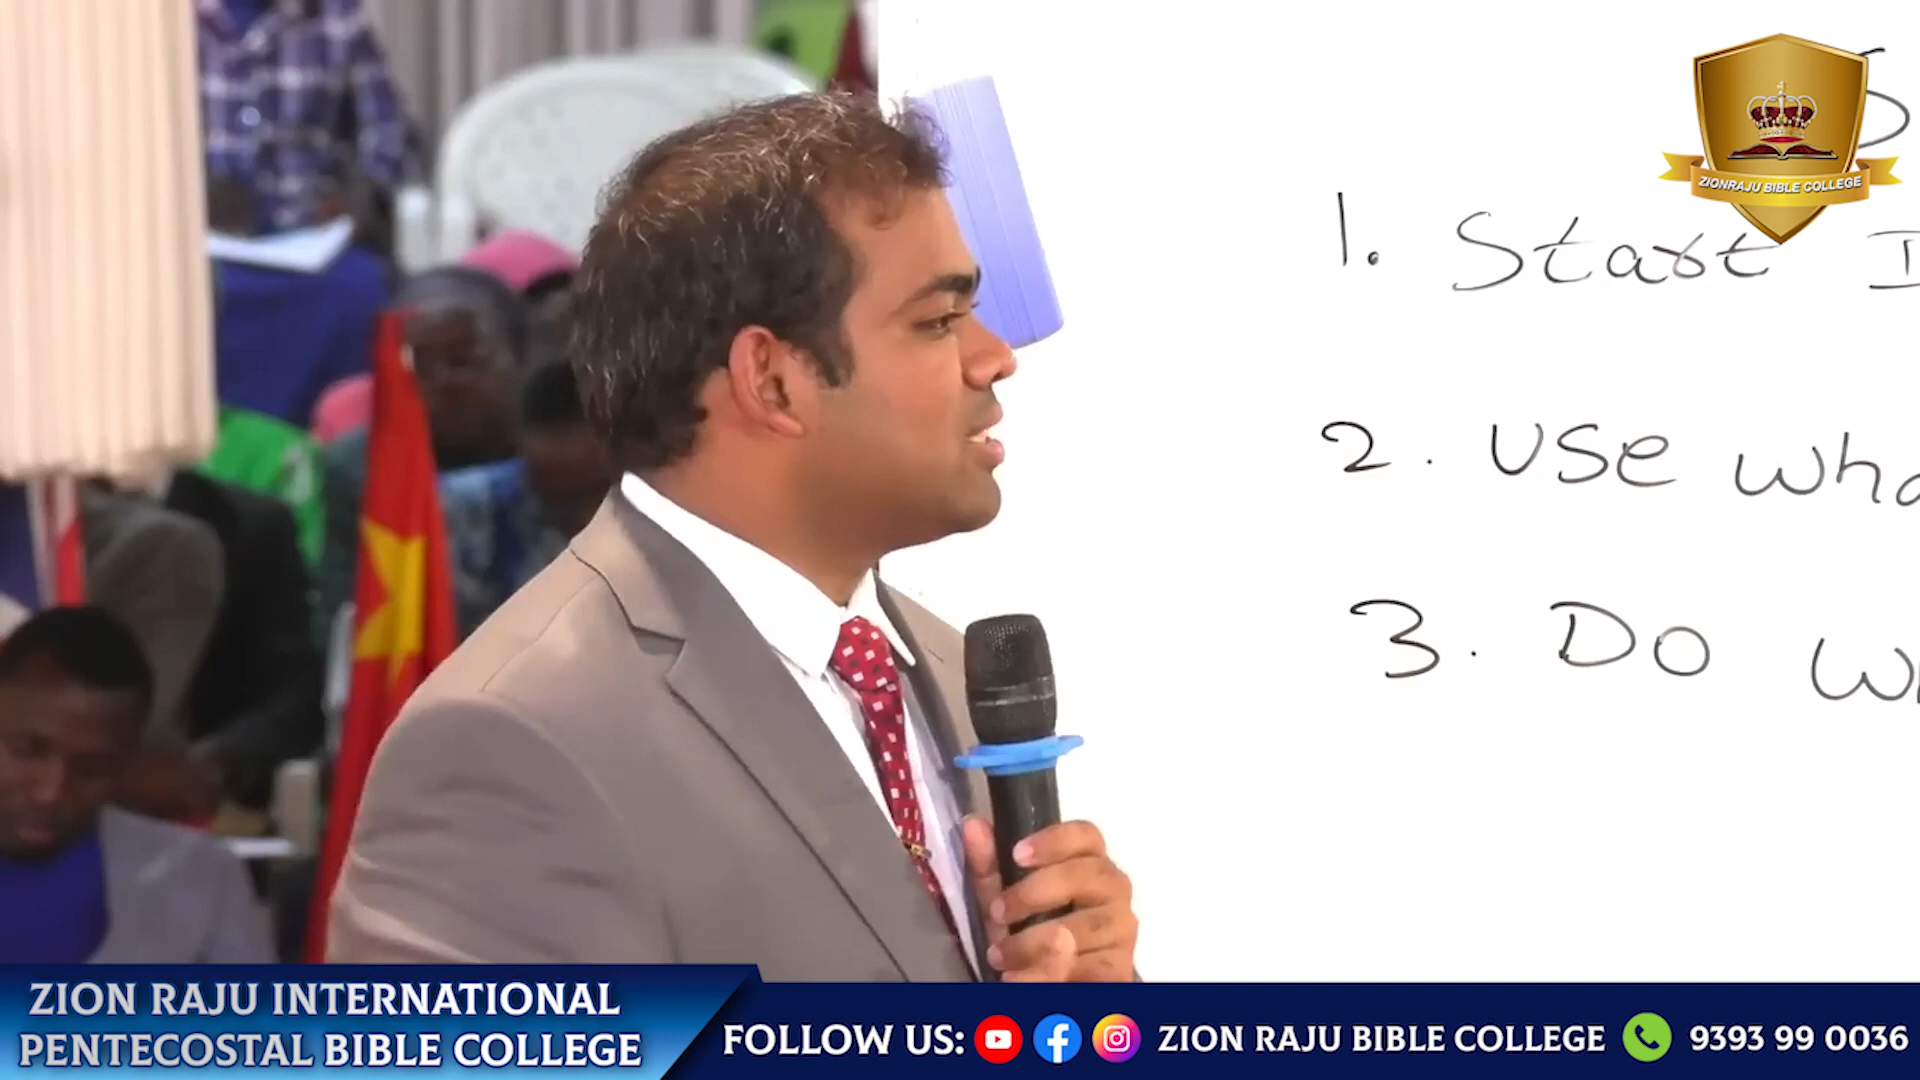 ZIONRAJU BIBLE COLLEGE
1. Start
2. Use
3. Do
ZION RAJU INTERNATIONAL
PENTECOSTAL BIBLE COLLEGE
FOLLOW US: ZION RAJU BIBLE COLLEGE 9393 99 0036